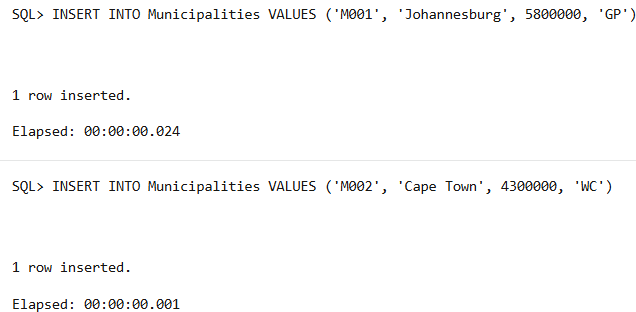 SQL> INSERT INTO Municipalities VALUES ('M001', 'Johannesburg', 5800000, 'GP')
1 row inserted.
Elapsed: 00:00:00.024
SQL> INSERT INTO Municipalities VALUES ('M002', 'Cape Town', 4300000, 'WC')
1 row inserted.
Elapsed: 00:00:00.001